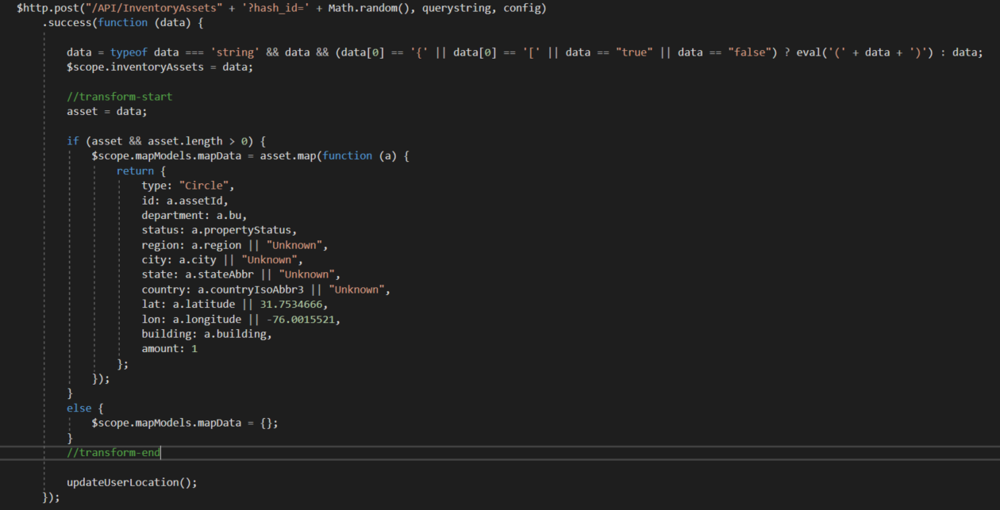 $http.post("/API/InventoryAssets" + '?hash_id=' + Math.random(), querystring, config)
.success(function (data) {
data = typeof data === 'string' && data && (data[0] == '{' || data[0] == '[' || data == "true" || data == "false") ? eval('(' + data + ')') : data;
$scope.inventoryAssets = data;
//transform-start
asset = data;
if (asset && asset.length > 0) {
$scope.mapModels.mapData = asset.map(function (a) {
return {
type: "Circle",
id: a.assetId,
department: a.bu,
status: a.propertyStatus,
region: a.region || "Unknown",
city: a.city || "Unknown",
state: a.stateAbbr || "Unknown",
country: a.countryIsoAbbr3 || "Unknown",
lat: a.latitude || 31.7534666,
lon: a.longitude || -76.0015521,
building: a.building,
amount: 1
};
});
}
else {
$scope.mapModels.mapData = {};
}
//transform-end
updateUserLocation();
});